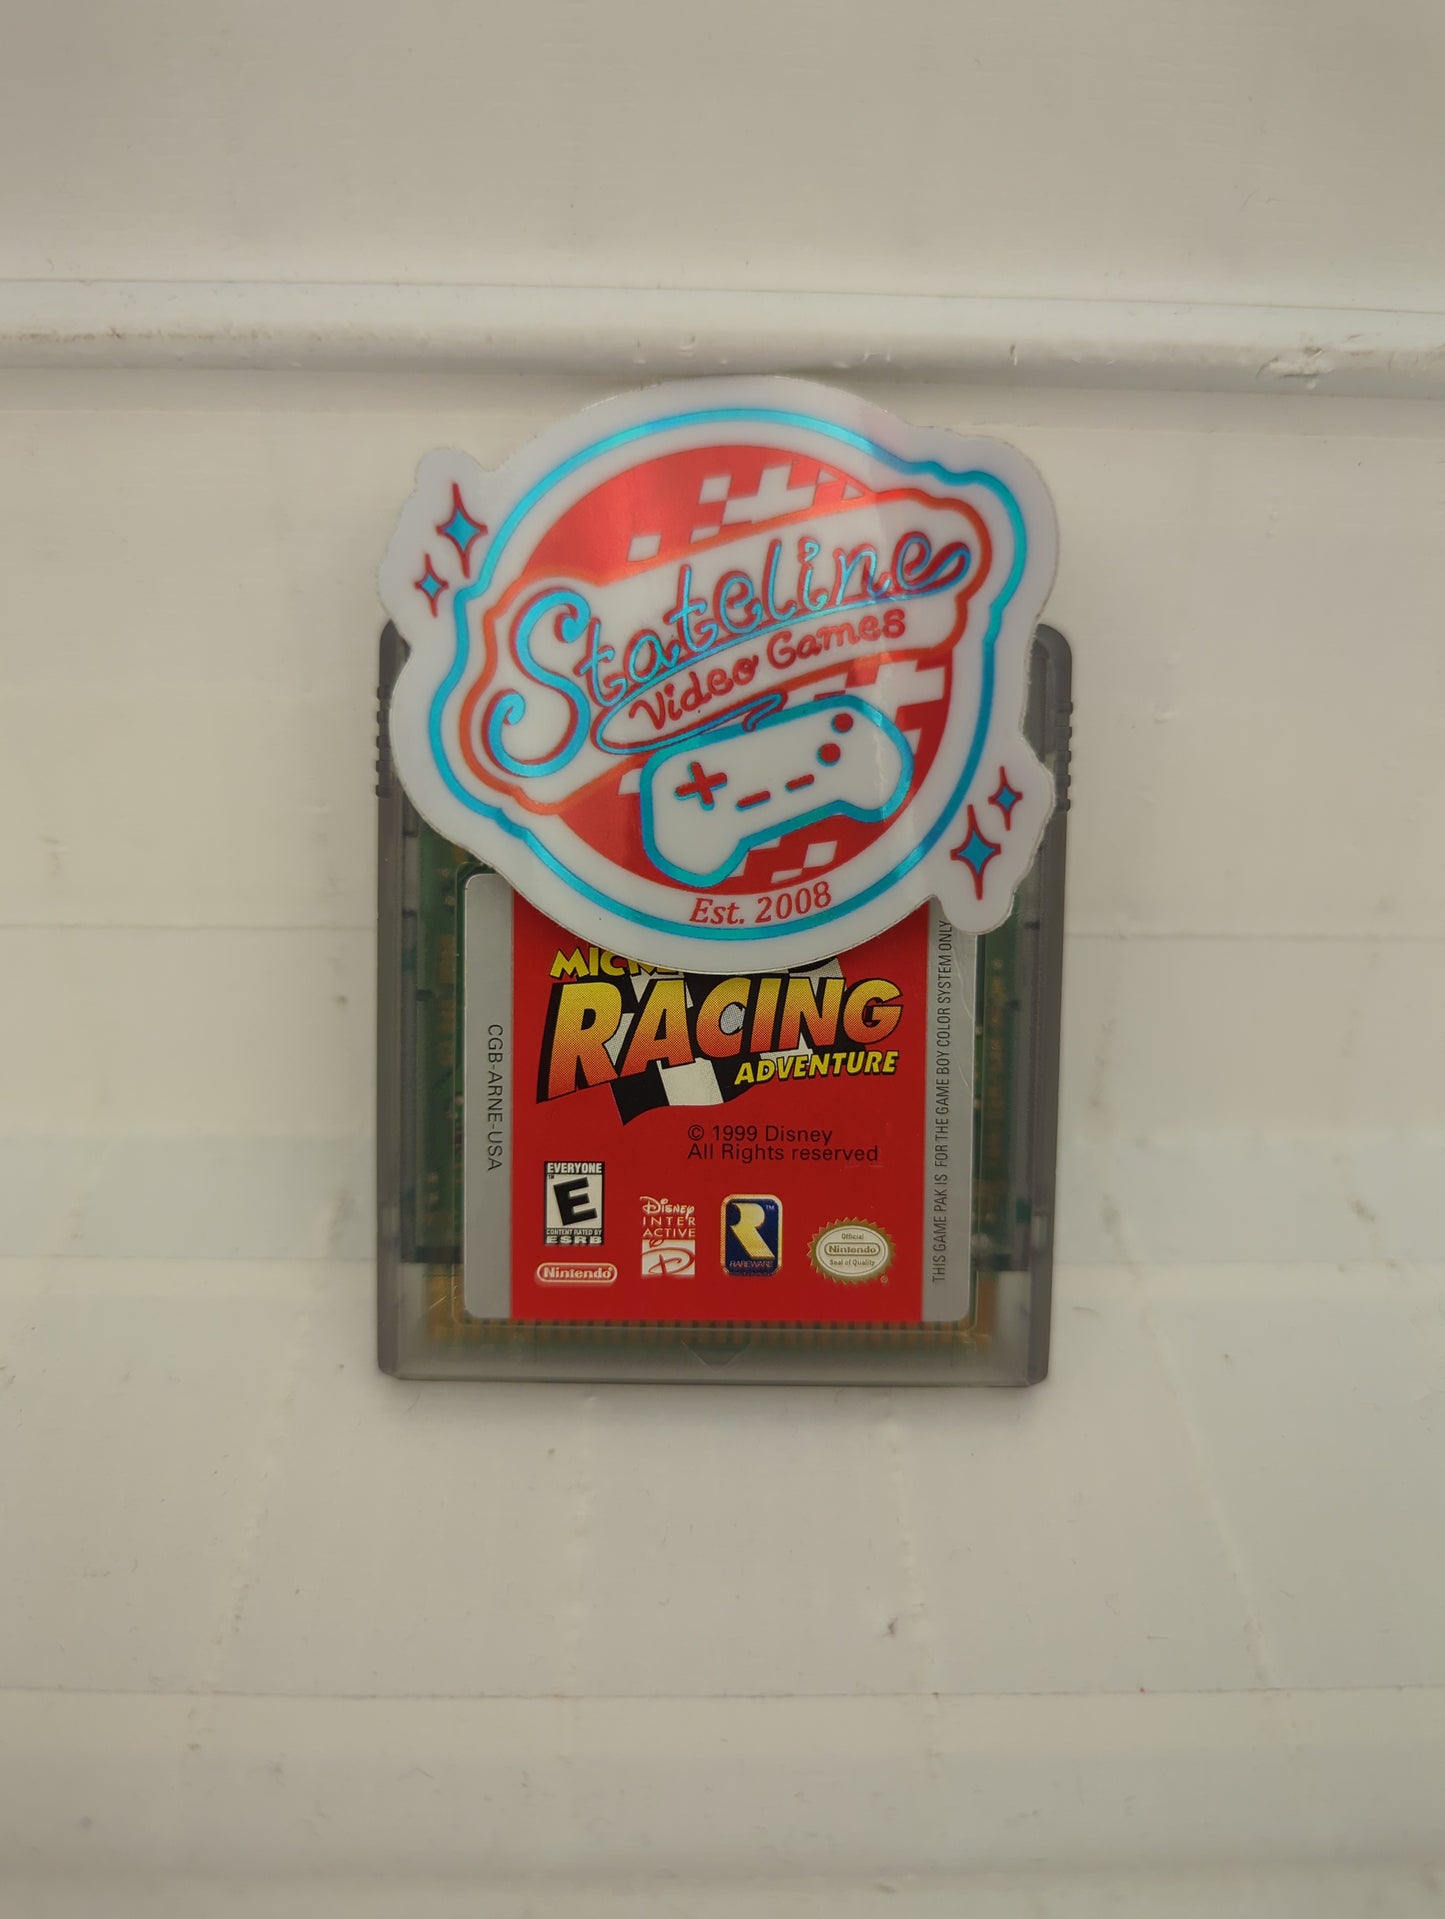 Stateline
Video Games
Est. 2008
RACING
ADVENTURE
© 1999 Disney
All Rights reserved
CGB-ARNE-USA
THIS GAME PAK IS FOR THE GAME BOY COLOR SYSTEM ONLY
EVERYONE
™
E
CONTENT RATED BY
ESRB
Nintendo®
Disney
INTER
ACTIVE
D
R
™
RAREWARE
Official
Nintendo
Seal of Quality
®